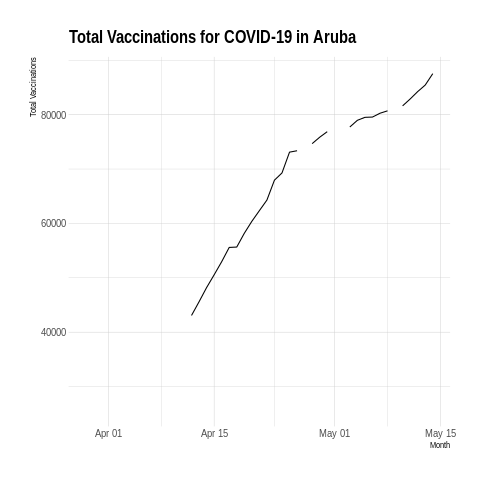 Total Vaccinations for COVID-19 in Aruba
Total Vaccinations
80000
60000
40000
Apr 01
Apr 15
May 01
May 15
Month